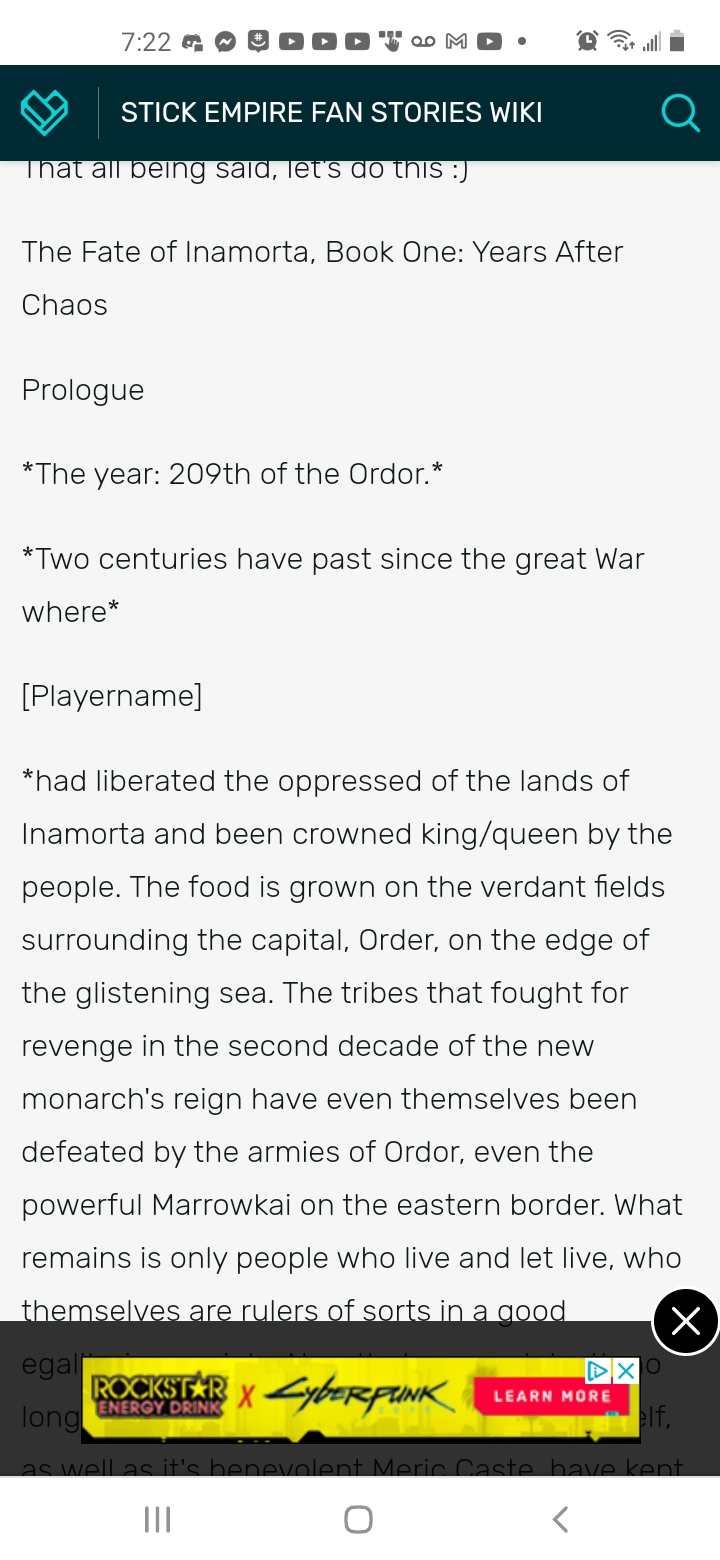 7:22
STICK EMPIRE FAN STORIES WIKI
That all being said, let's do this :)
The Fate of Inamorta, Book One: Years After
Chaos
Prologue
*The year: 209th of the Ordor.*
*Two centuries have past since the great War
where*
[Playername]
*had liberated the oppressed of the lands of
Inamorta and been crowned king/queen by the
people. The food is grown on the verdant fields
surrounding the capital, Order, on the edge of
the glistening sea. The tribes that fought for
revenge in the second decade of the new
monarch's reign have even themselves been
defeated by the armies of Ordor, even the
powerful Marrowkai on the eastern border. What
remains is only people who live and let live, who
themselves are rulers of sorts in a good
long
ROCKSTAR
ENERGY DRINK
X
CYBERPUNK
LEARN MORE
as well as it's benevolent Meric Caste, have kept